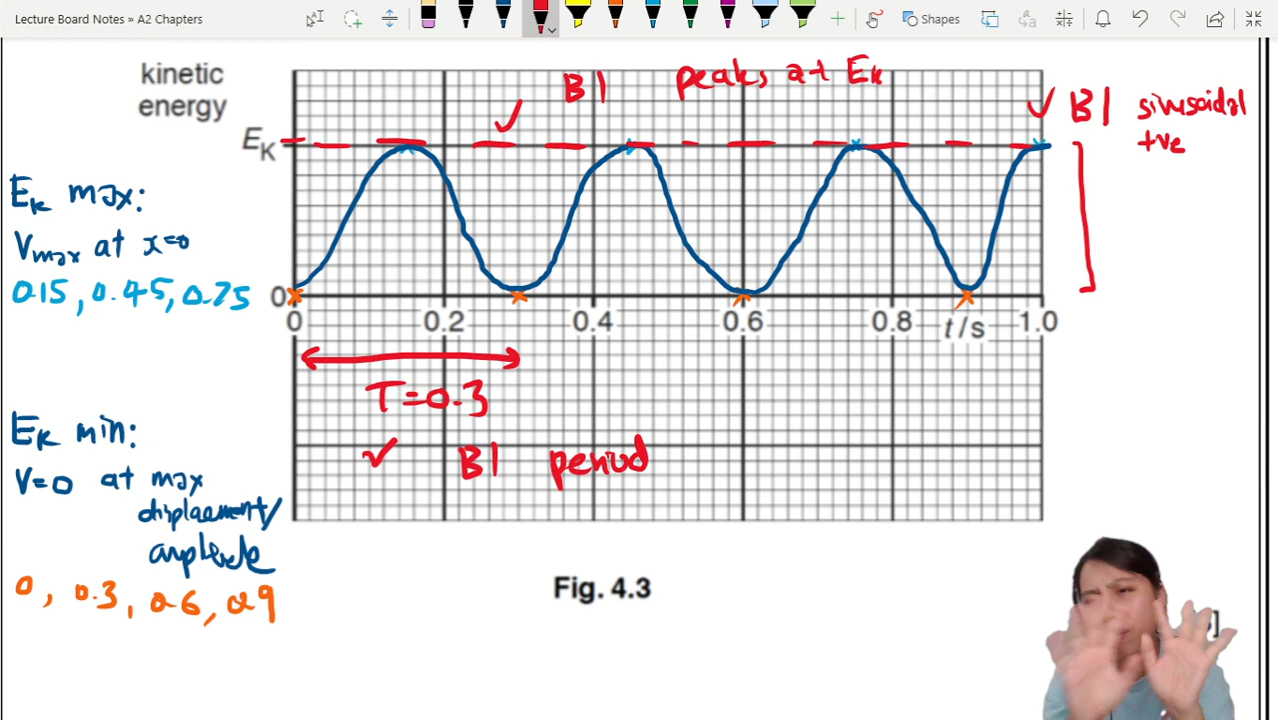 Lecture Board Notes » A2 Chapters
Shapes
kinetic
energy
B1 peaks at Ek
B1 sinusoidal
+ve
EK
Ek max:
Vmax at x=0
0.15, 0.45, 0.75
0
0 0.2 0.4 0.6 0.8 t/s 1.0
T=0.3
B1 period
Ek min:
V=0 at max
displacement/
amplitude
0, 0.3, 0.6, 0.9
Fig. 4.3
]